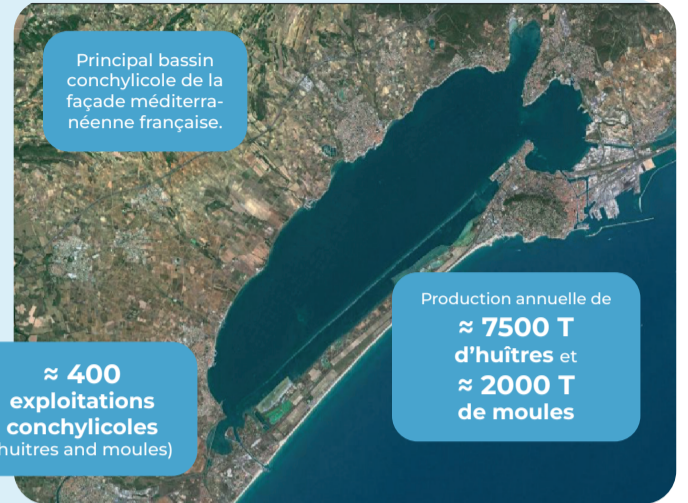 Principal bassin
conchylicole de la
façade méditerra-
néenne française.
Production annuelle de
≈ 7500 T
d'huîtres et
≈ 2000 T
de moules
≈ 400
exploitations
conchylicoles
huitres and moules)